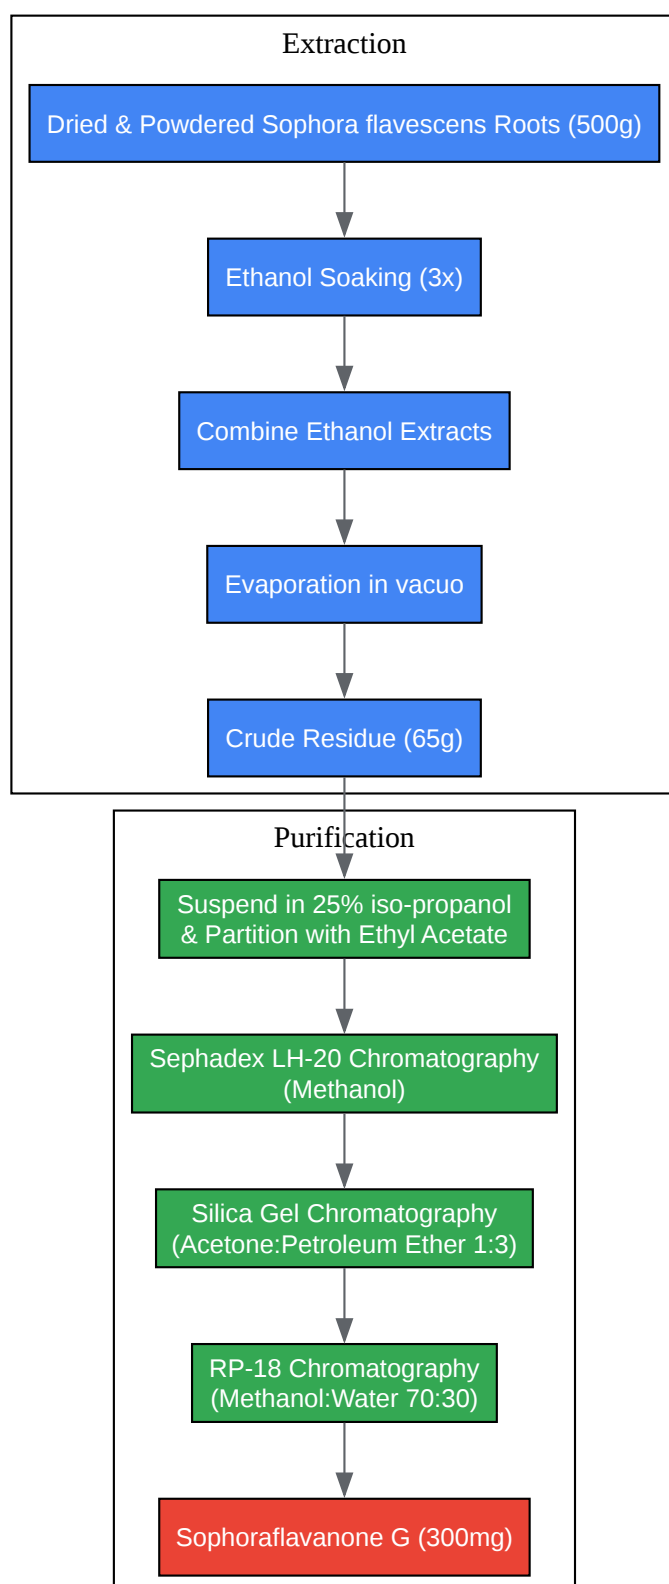 Extraction
Dried & Powdered Sophora flavescens Roots (500g)
Ethanol Soaking (3x)
Combine Ethanol Extracts
Evaporation in vacuo
Crude Residue (65g)
Purification
Suspend in 25% iso-propanol
& Partition with Ethyl Acetate
Sephadex LH-20 Chromatography
(Methanol)
Silica Gel Chromatography
(Acetone:Petroleum Ether 1:3)
RP-18 Chromatography
(Methanol:Water 70:30)
Sophoraflavanone G (300mg)